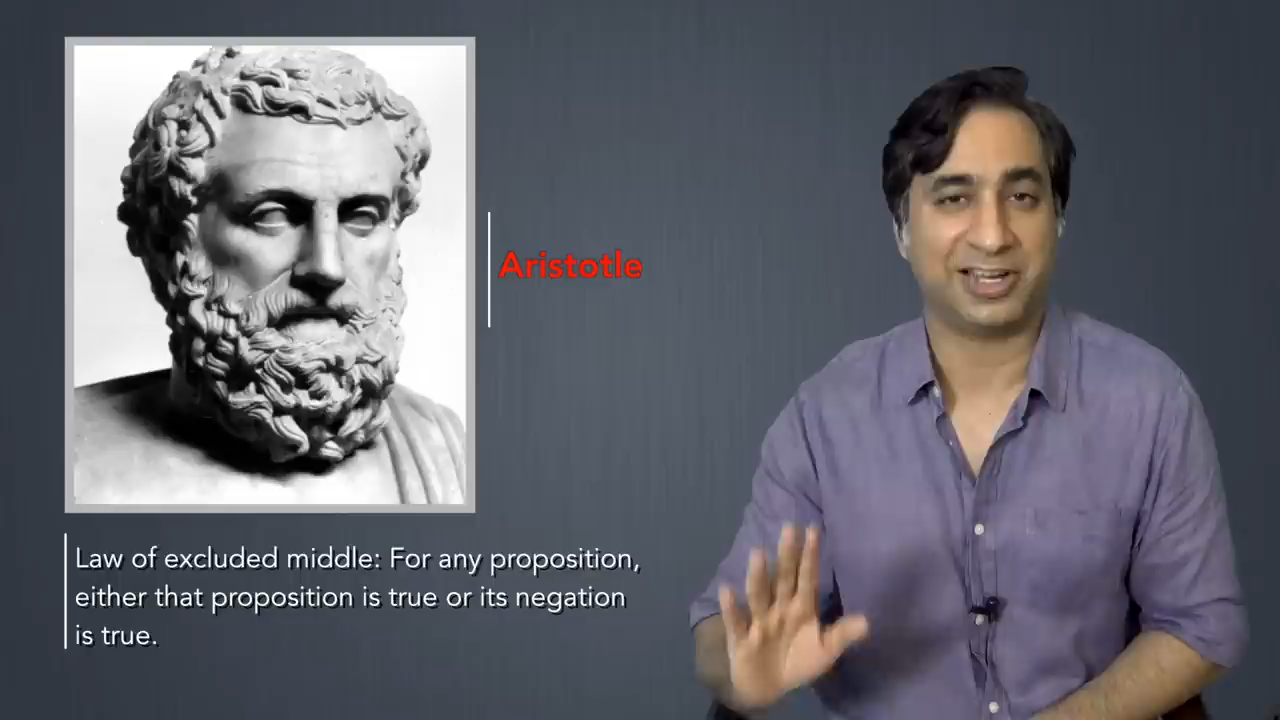 Aristotle
Law of excluded middle: For any proposition,
either that proposition is true or its negation
is true.